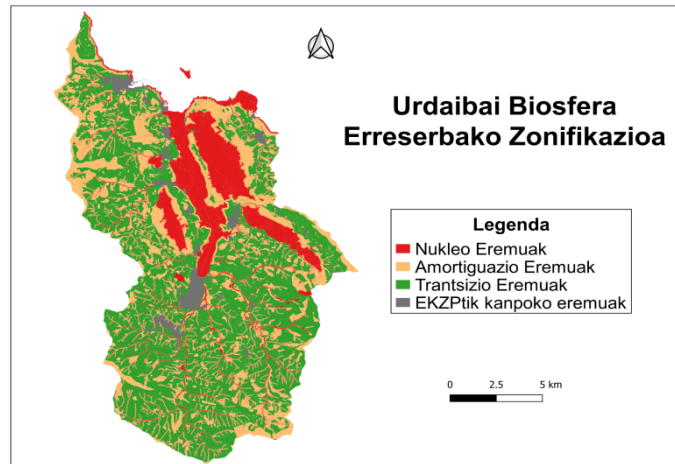 Urdaibai Biosfera
Erreserbako Zonifikazioa
Legenda
Nukleo Eremuak
Amortiguazio Eremuak
Trantsizio Eremuak
EKZPtik kanpoko eremuak
0 2.5 5 km